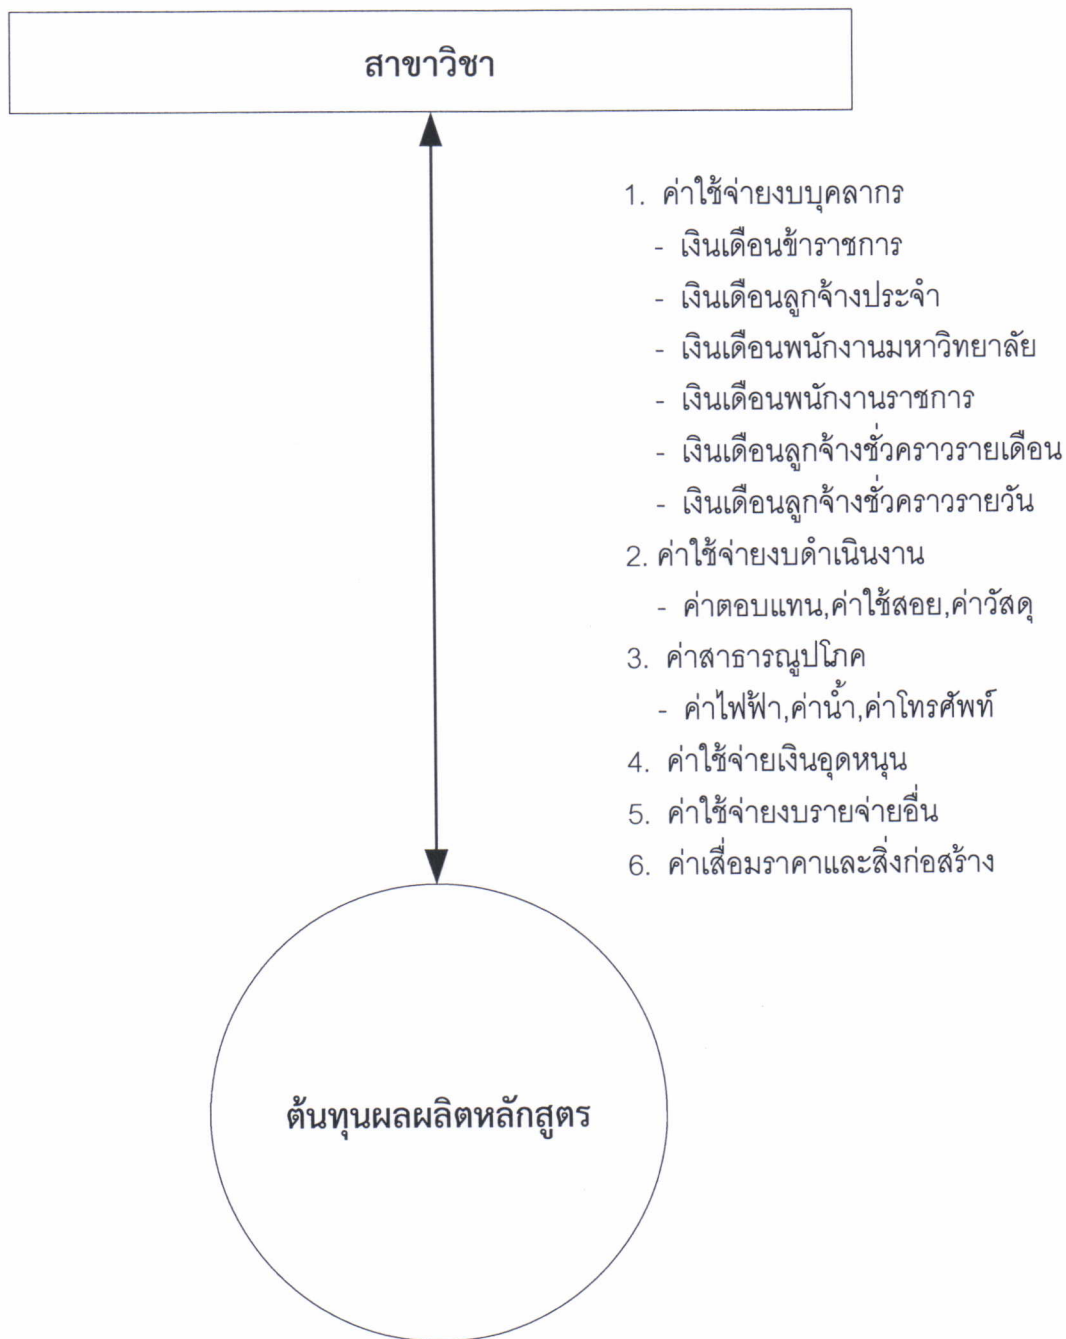 สาขาวิชา
1. ค่าใช้จ่ายงบบุคลากร
- เงินเดือนข้าราชการ
- เงินเดือนลูกจ้างประจำ
- เงินเดือนพนักงานมหาวิทยาลัย
- เงินเดือนพนักงานราชการ
- เงินเดือนลูกจ้างชั่วคราวรายเดือน
- เงินเดือนลูกจ้างชั่วคราวรายวัน
2. ค่าใช้จ่ายงบดำเนินงาน
- ค่าตอบแทน,ค่าใช้สอย,ค่าวัสดุ
3. ค่าสาธารณูปโภค
- ค่าไฟฟ้า,ค่าน้ำ,ค่าโทรศัพท์
4. ค่าใช้จ่ายเงินอุดหนุน
5. ค่าใช้จ่ายงบรายจ่ายอื่น
6. ค่าเสื่อมราคาและสิ่งก่อสร้าง
ต้นทุนผลผลิตหลักสูตร